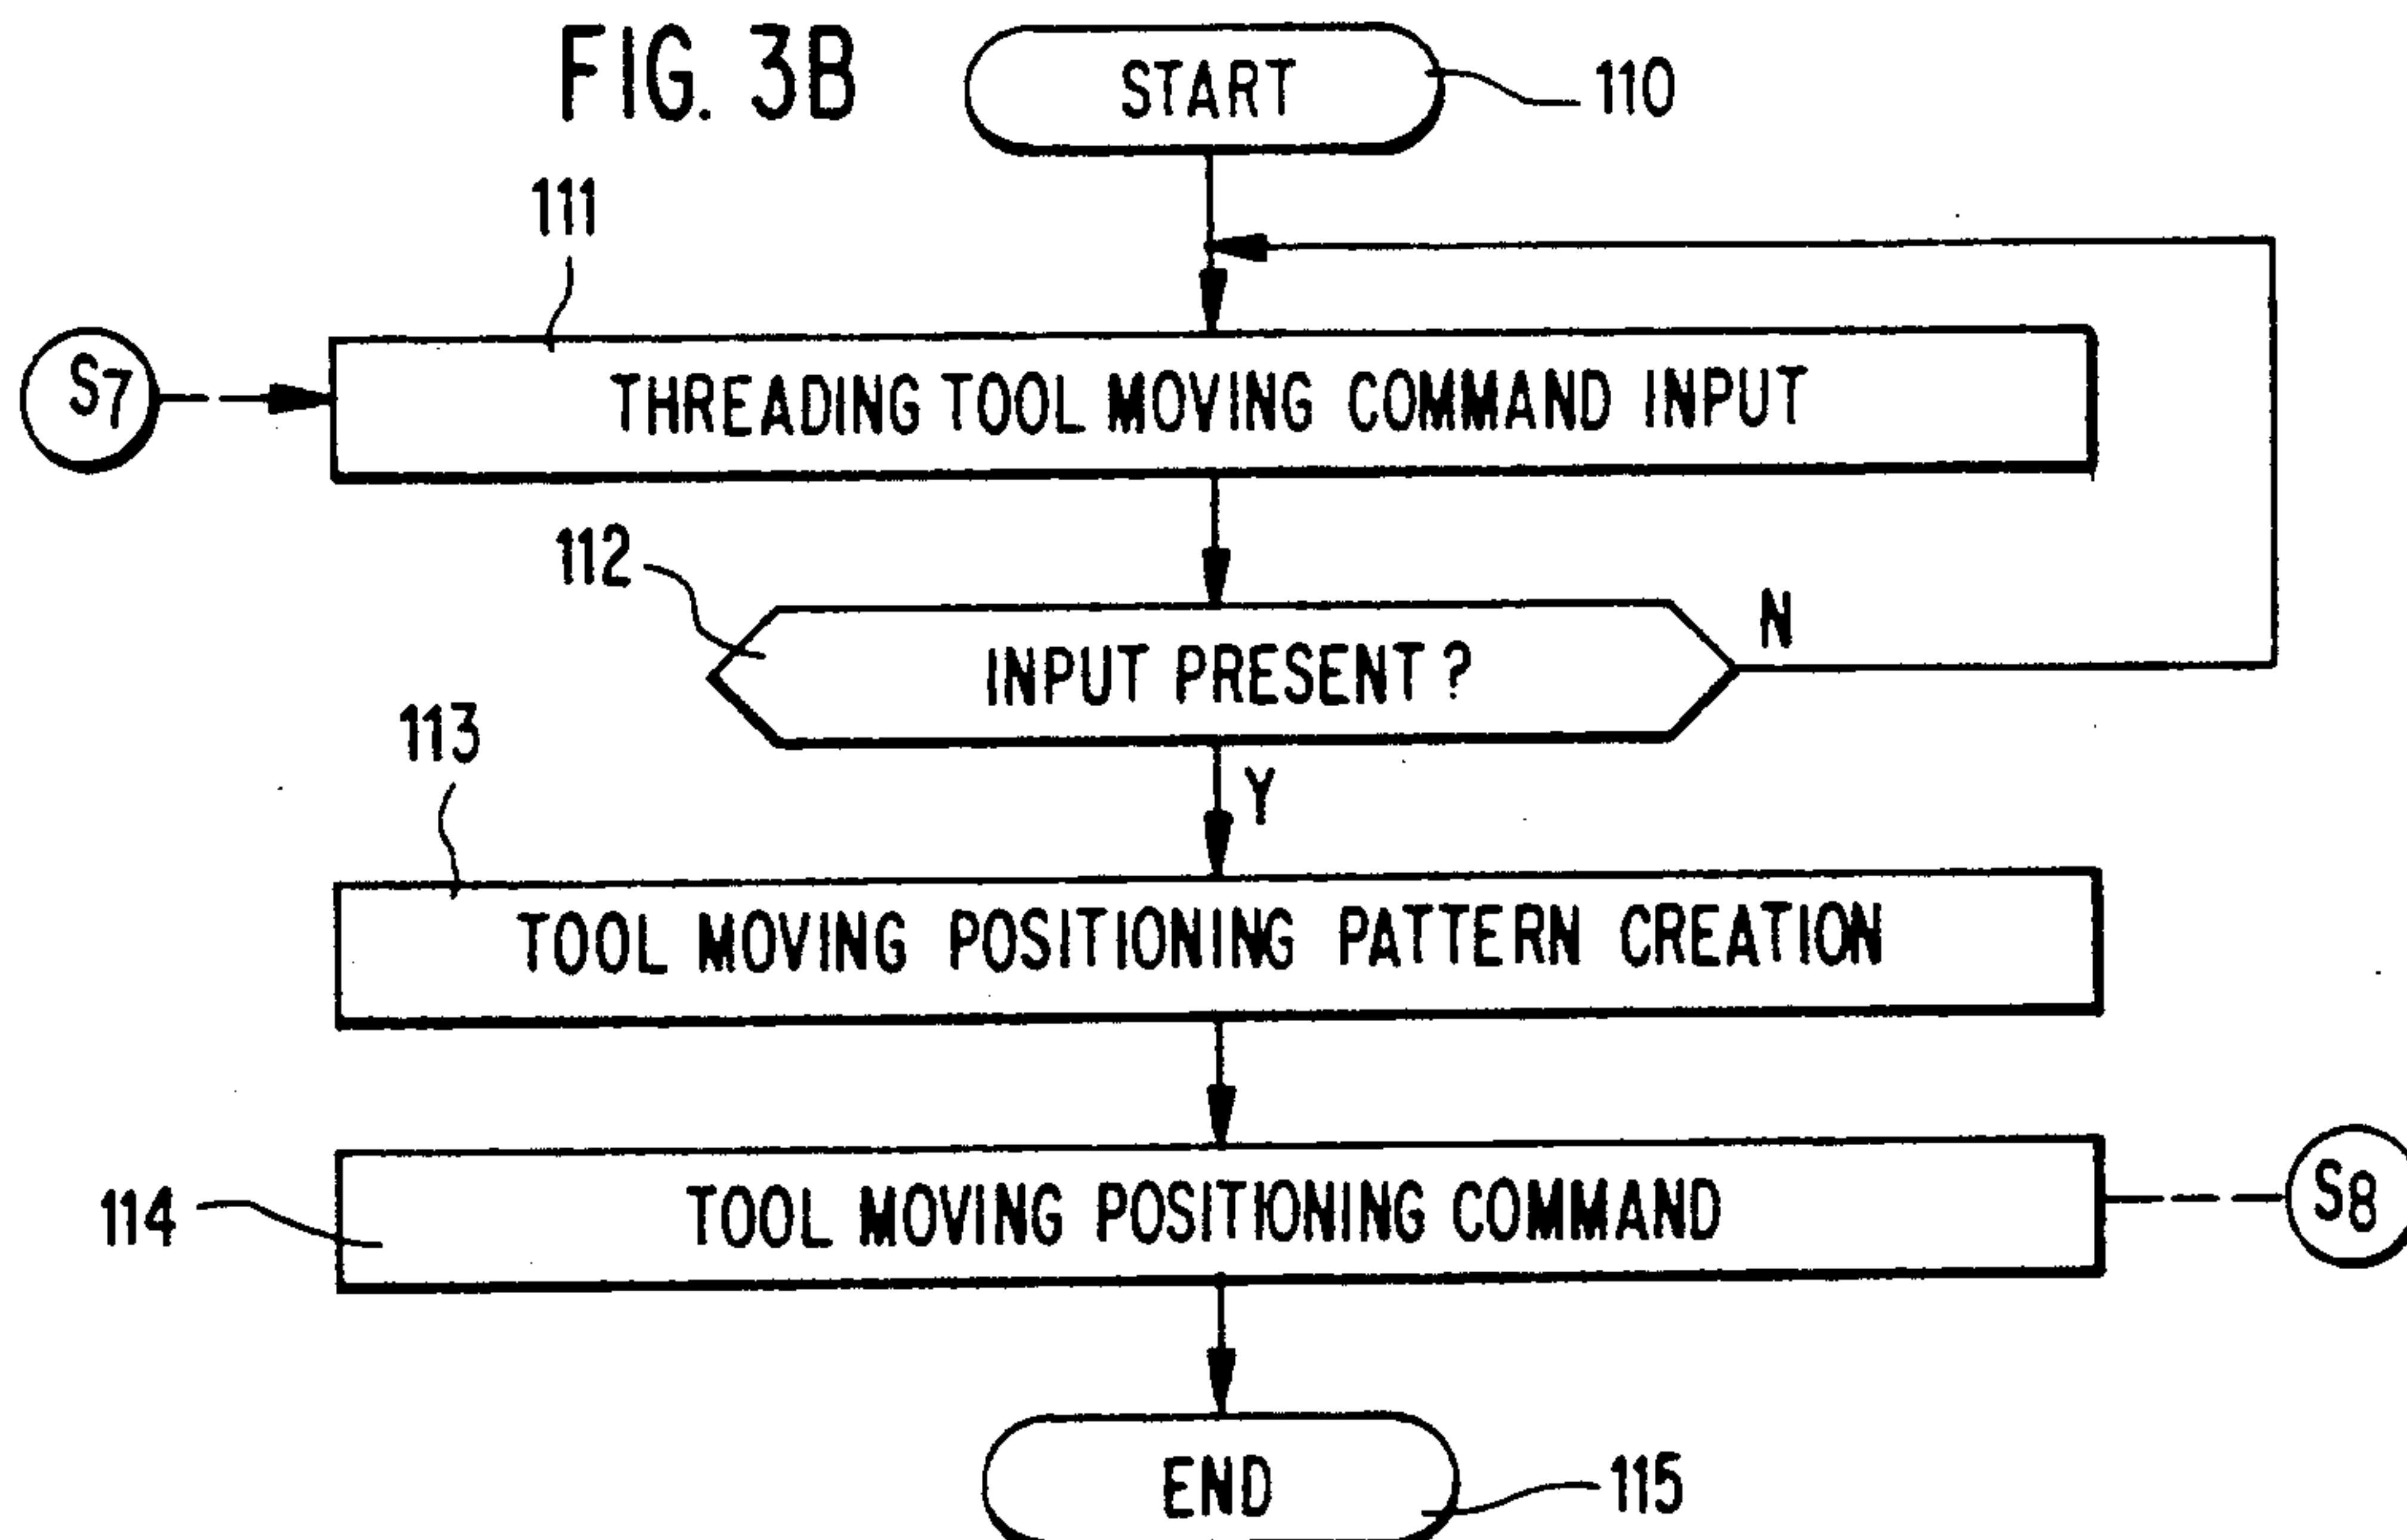 FIG. 3B
START
110
111
S7
THREADING TOOL MOVING COMMAND INPUT
112
INPUT PRESENT?
N
Y
113
TOOL MOVING POSITIONING PATTERN CREATION
114
TOOL MOVING POSITIONING COMMAND
S8
END
115